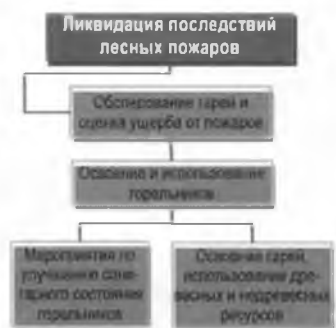 Ликвидация последствий
лесных пожаров
Обследование гарей и
оценка ущерба от пожаров
Освоение и использование
горельников
Мероприятия по
улучшению сани-
тарного состояния
горельников
Освоение гарей,
использование дре-
весных и недревесных
ресурсов